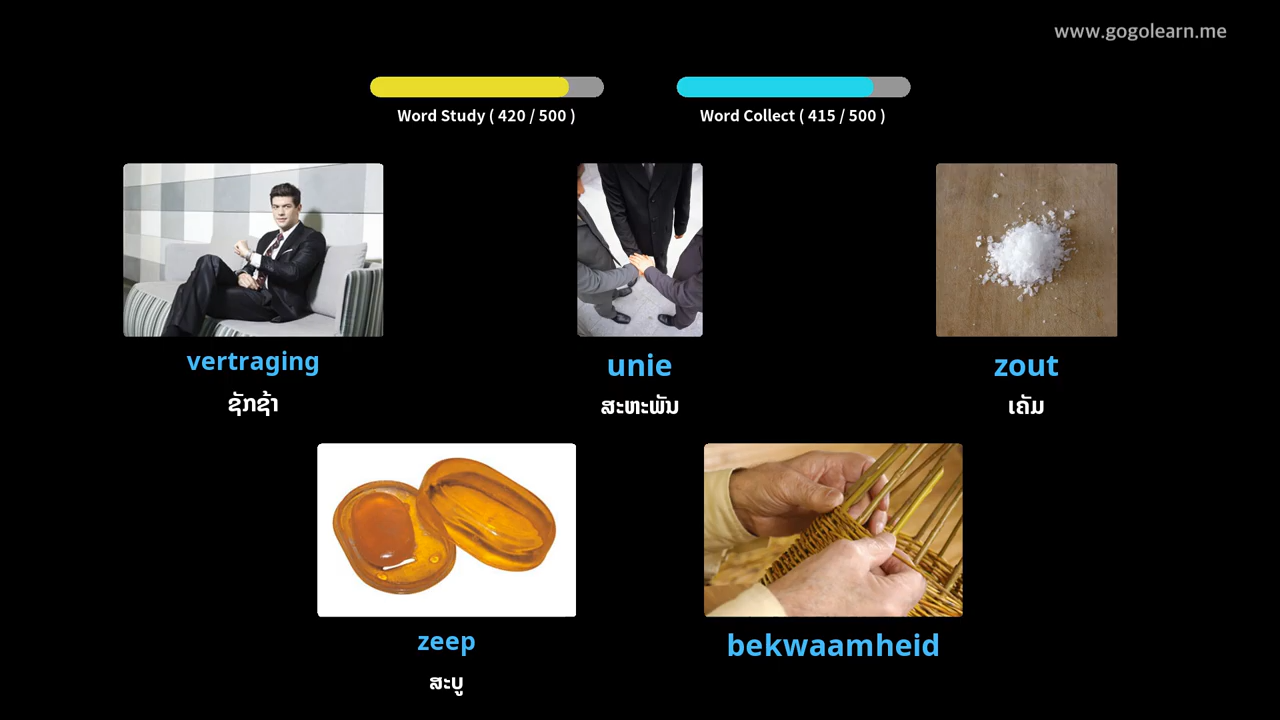 www.gogolearn.me
Word Study ( 420 / 500 )
Word Collect ( 415 / 500 )
vertraging
ຊັກຊ້າ
unie
ສະຫະພັນ
zout
ເຄັມ
zeep
ສະບູ
bekwaamheid